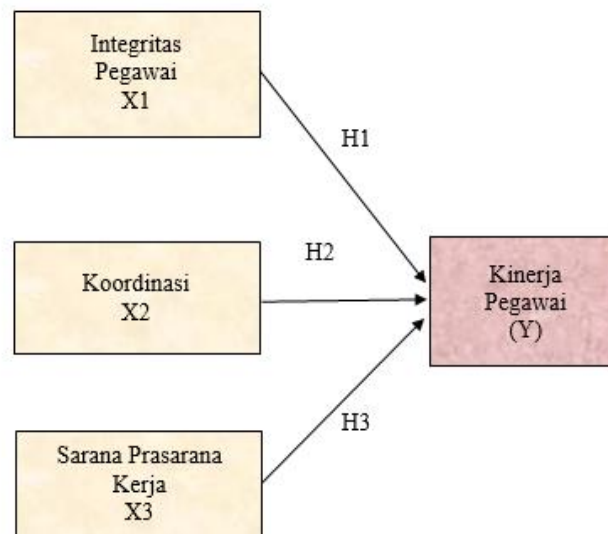 Integritas
Pegawai
X1
H1
H2
Koordinasi
X2
Kinerja
Pegawai
(Y)
H3
Sarana Prasarana
Kerja
X3